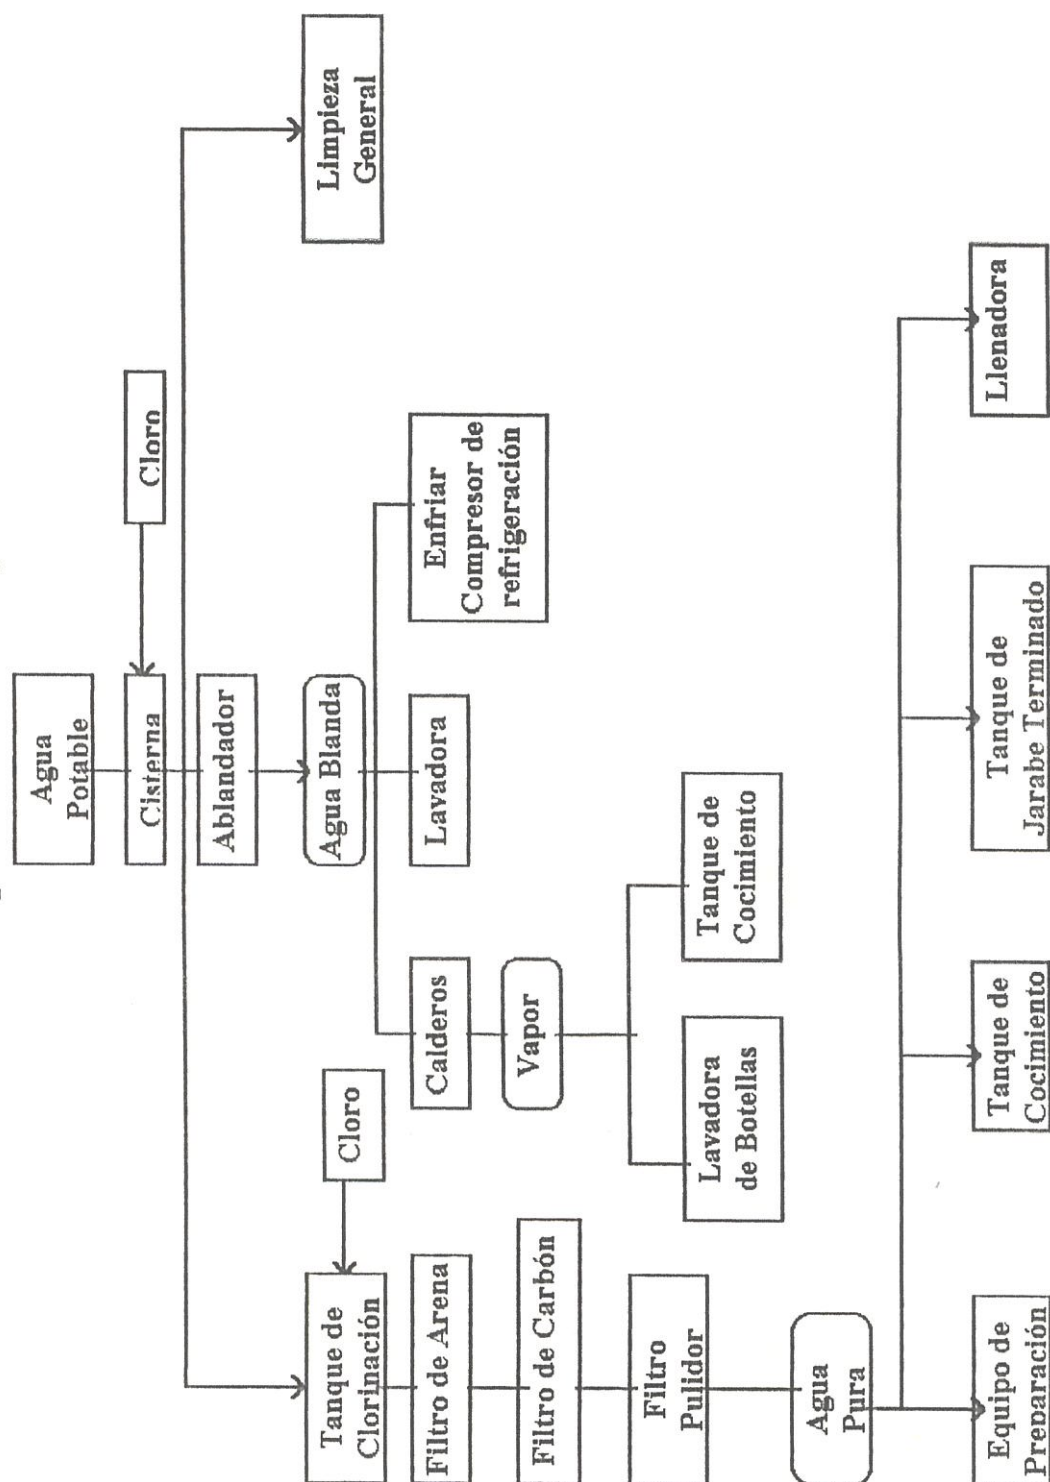 Agua
Potable
Cisterna
Cloro
Ablandador
Limpieza
General
Agua Blanda
Tanque de
Clorinación
Cloro
Calderos
Lavadora
Enfriar
Compresor de
refrigeración
Filtro de Arena
Vapor
Filtro de Carbón
Lavadora
de Botellas
Tanque de
Cocimiento
Filtro
Pulidor
Agua
Pura
Equipo de
Preparación
Tanque de
Cocimiento
Tanque de
Jarabe Terminado
Llenadora